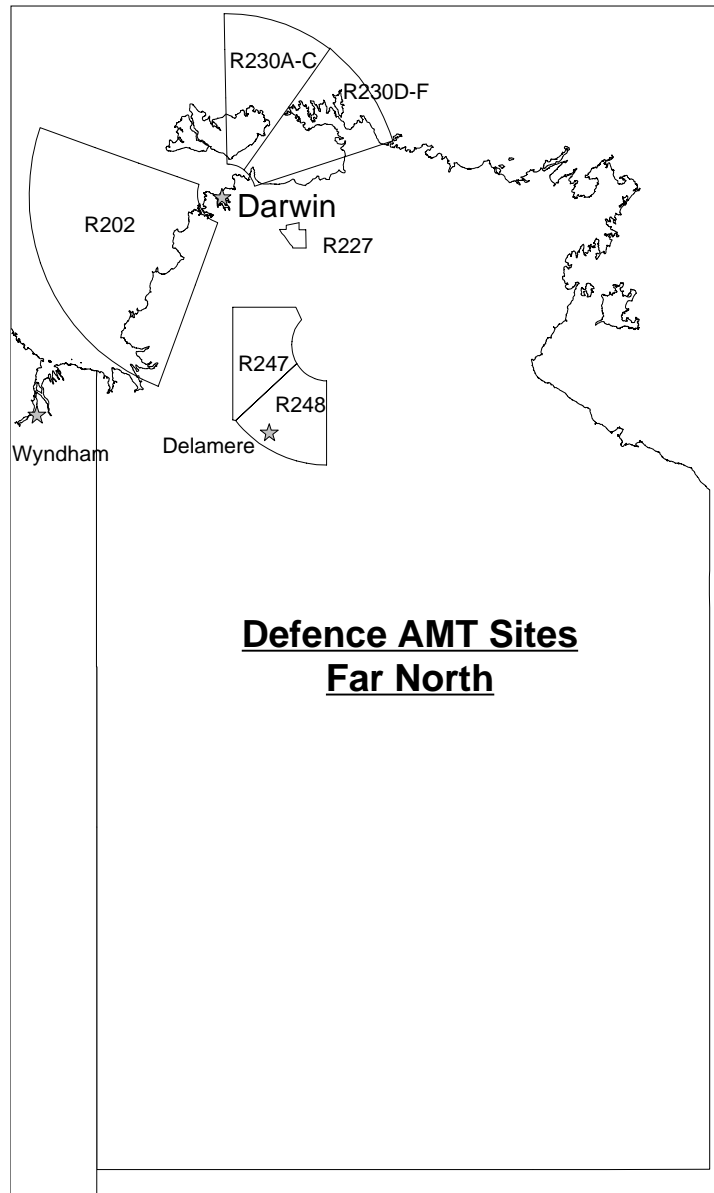 R230A-C
R230D-F
Darwin
R202
R227
R247
R248
Delamere
Wyndham
Defence AMT Sites
Far North